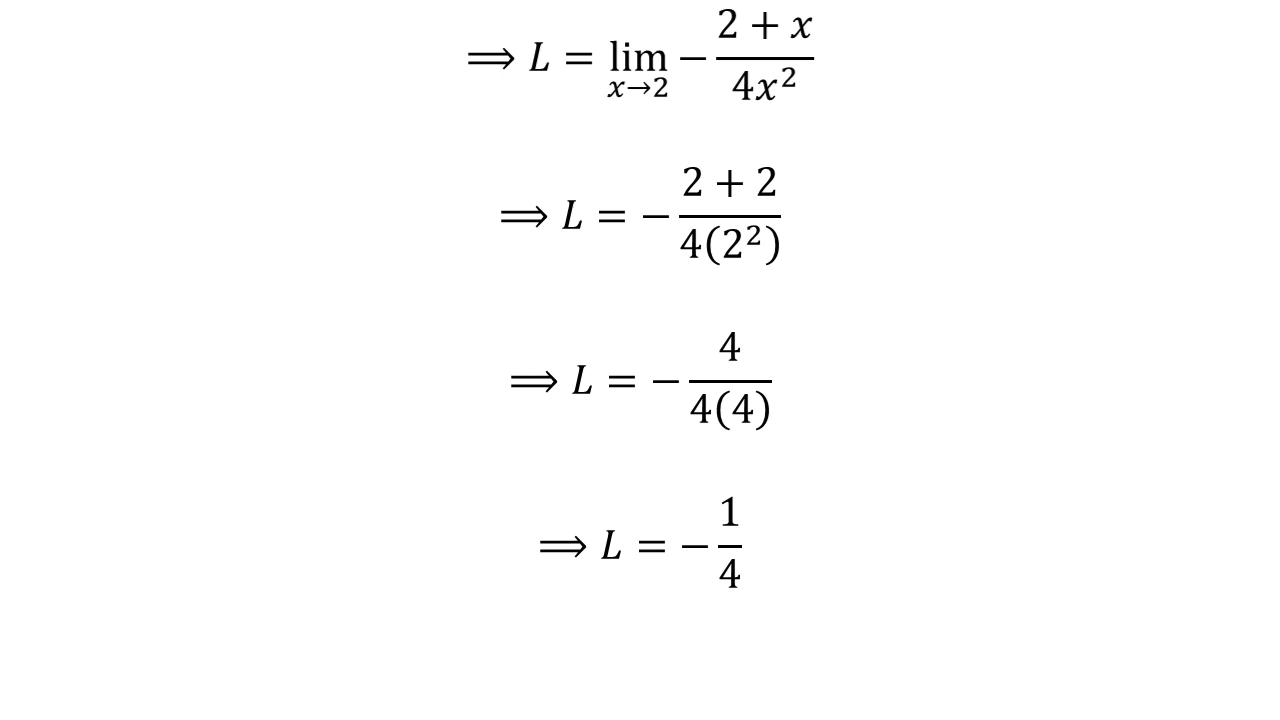 ⟹ L = lim_{x→2} − (2 + x)/(4x²)
⟹ L = − (2 + 2)/(4(2²))
⟹ L = − 4/(4(4))
⟹ L = − 1/4